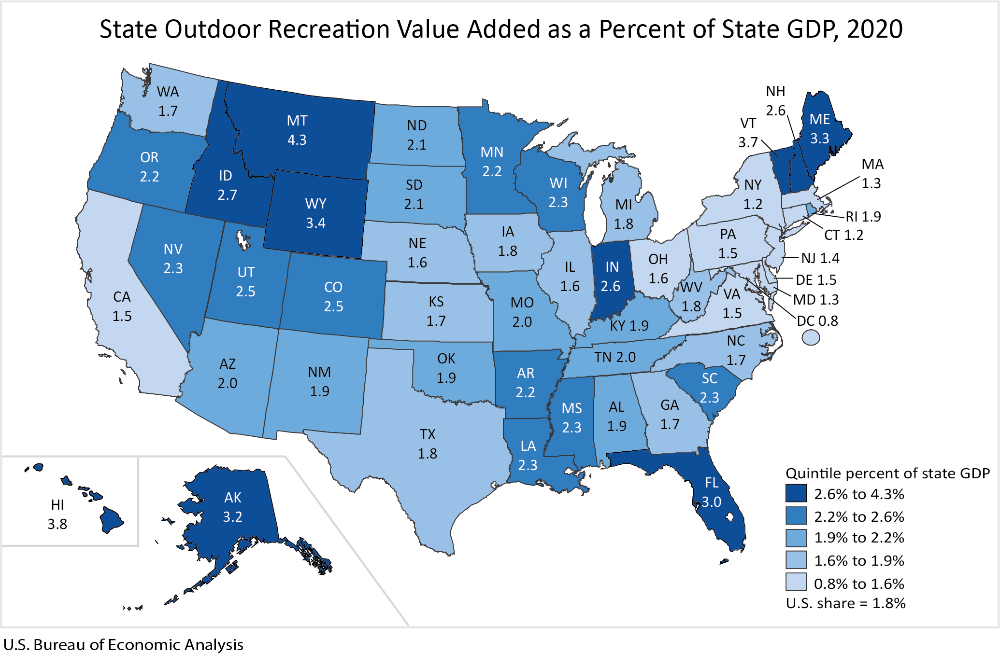 State Outdoor Recreation Value Added as a Percent of State GDP, 2020
WA
1.7
MT
4.3
ND
2.1
MN
2.2
NH
2.6
VT
3.7
ME
3.3
OR
2.2
ID
2.7
WY
3.4
SD
2.1
WI
2.3
MI
1.8
NY
1.2
MA
1.3
RI 1.9
CT 1.2
NV
2.3
UT
2.5
CO
2.5
NE
1.6
IA
1.8
IL
1.6
IN
2.6
OH
1.6
PA
1.5
NJ 1.4
DE 1.5
MD 1.3
DC 0.8
CA
1.5
KS
1.7
MO
2.0
KY 1.9
WV
1.8
VA
1.5
AZ
2.0
NM
1.9
OK
1.9
AR
2.2
TN 2.0
NC
1.7
SC
2.3
TX
1.8
LA
2.3
MS
2.3
AL
1.9
GA
1.7
FL
3.0
HI
3.8
AK
3.2
Quintile percent of state GDP
2.6% to 4.3%
2.2% to 2.6%
1.9% to 2.2%
1.6% to 1.9%
0.8% to 1.6%
U.S. share = 1.8%
U.S. Bureau of Economic Analysis